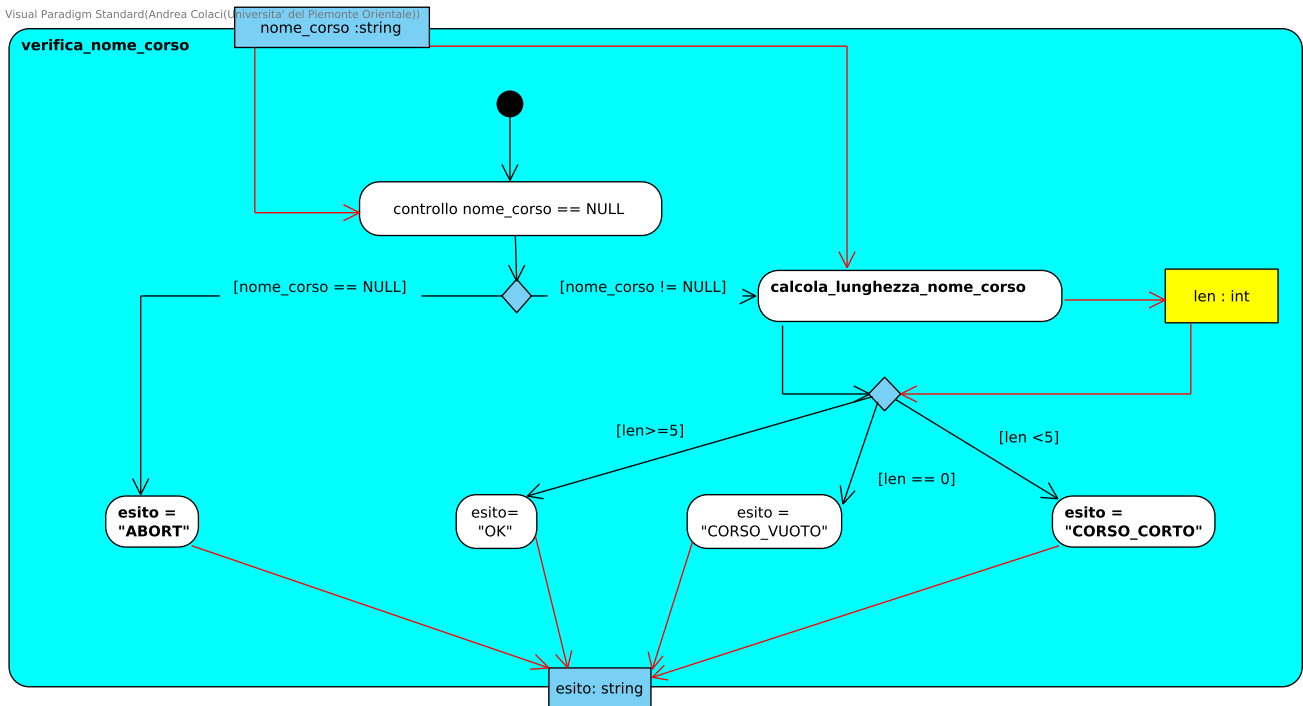 Visual Paradigm Standard(Andrea Colaci(Universita' del Piemonte Orientale))
nome_corso :string
verifica_nome_corso
controllo nome_corso == NULL
[nome_corso == NULL]
[nome_corso != NULL]
calcola_lunghezza_nome_corso
len : int
[len>=5]
[len <5]
[len == 0]
esito =
"ABORT"
esito=
"OK"
esito =
"CORSO_VUOTO"
esito =
"CORSO_CORTO"
esito: string